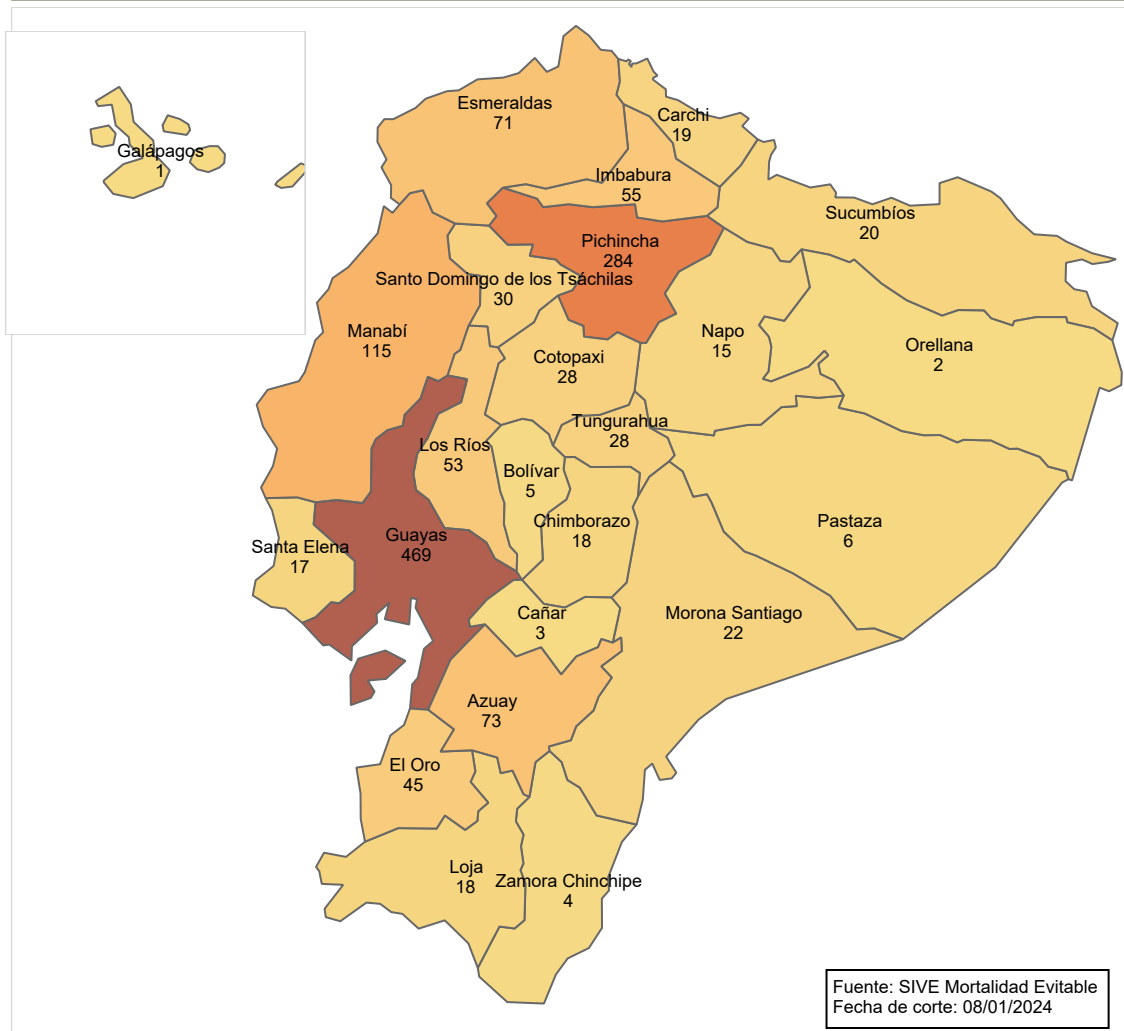 Esmeraldas
71
Carchi
19
Galápagos
1
Imbabura
55
Sucumbíos
20
Pichincha
284
Santo Domingo de los Tsáchilas
30
Manabí
115
Napo
15
Orellana
2
Cotopaxi
28
Tungurahua
28
Los Ríos
53
Bolívar
5
Chimborazo
18
Pastaza
6
Guayas
469
Santa Elena
17
Cañar
3
Morona Santiago
22
Azuay
73
El Oro
45
Loja
18
Zamora Chinchipe
4
Fuente: SIVE Mortalidad Evitable
Fecha de corte: 08/01/2024